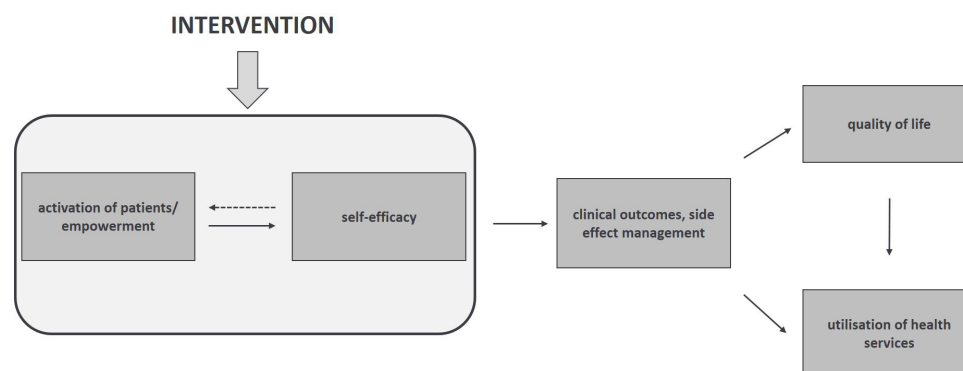 INTERVENTION
activation of patients/
empowerment
self-efficacy
clinical outcomes, side
effect management
quality of life
utilisation of health
services